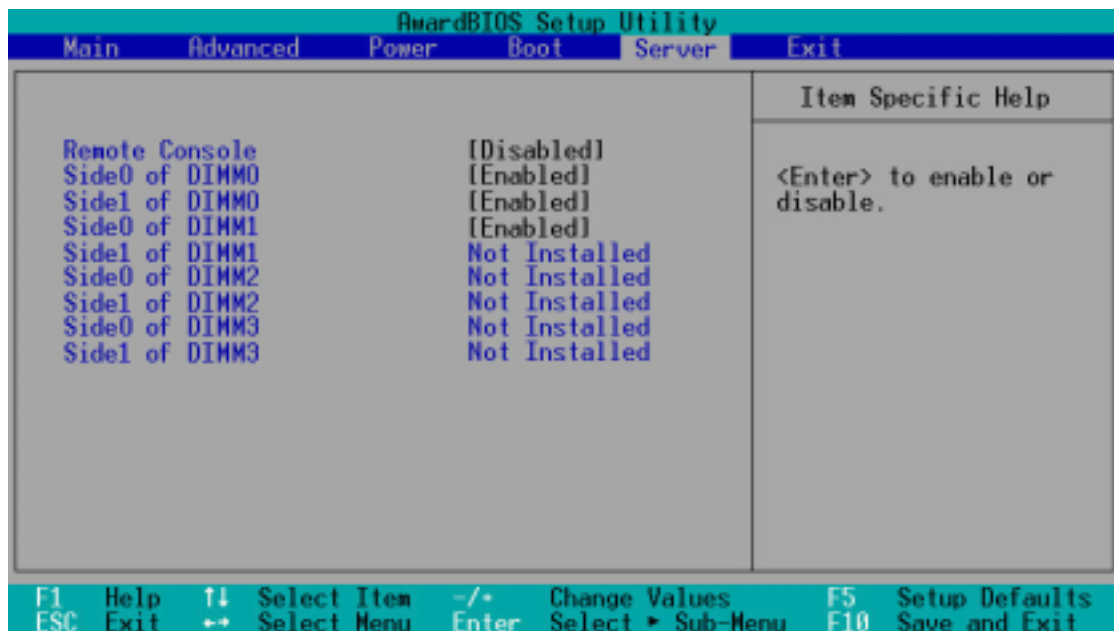 AwardBIOS Setup Utility
Main Advanced Power Boot Server Exit
Item Specific Help
Remote Console [Disabled]
Side0 of DIMM0 [Enabled]
Side1 of DIMM0 [Enabled]
Side0 of DIMM1 [Enabled]
Side1 of DIMM1 Not Installed
Side0 of DIMM2 Not Installed
Side1 of DIMM2 Not Installed
Side0 of DIMM3 Not Installed
Side1 of DIMM3 Not Installed
<Enter> to enable or
disable.
F1 Help ↑↓ Select Item -/+ Change Values F5 Setup Defaults
ESC Exit ←→ Select Menu Enter Select ► Sub-Menu F10 Save and Exit